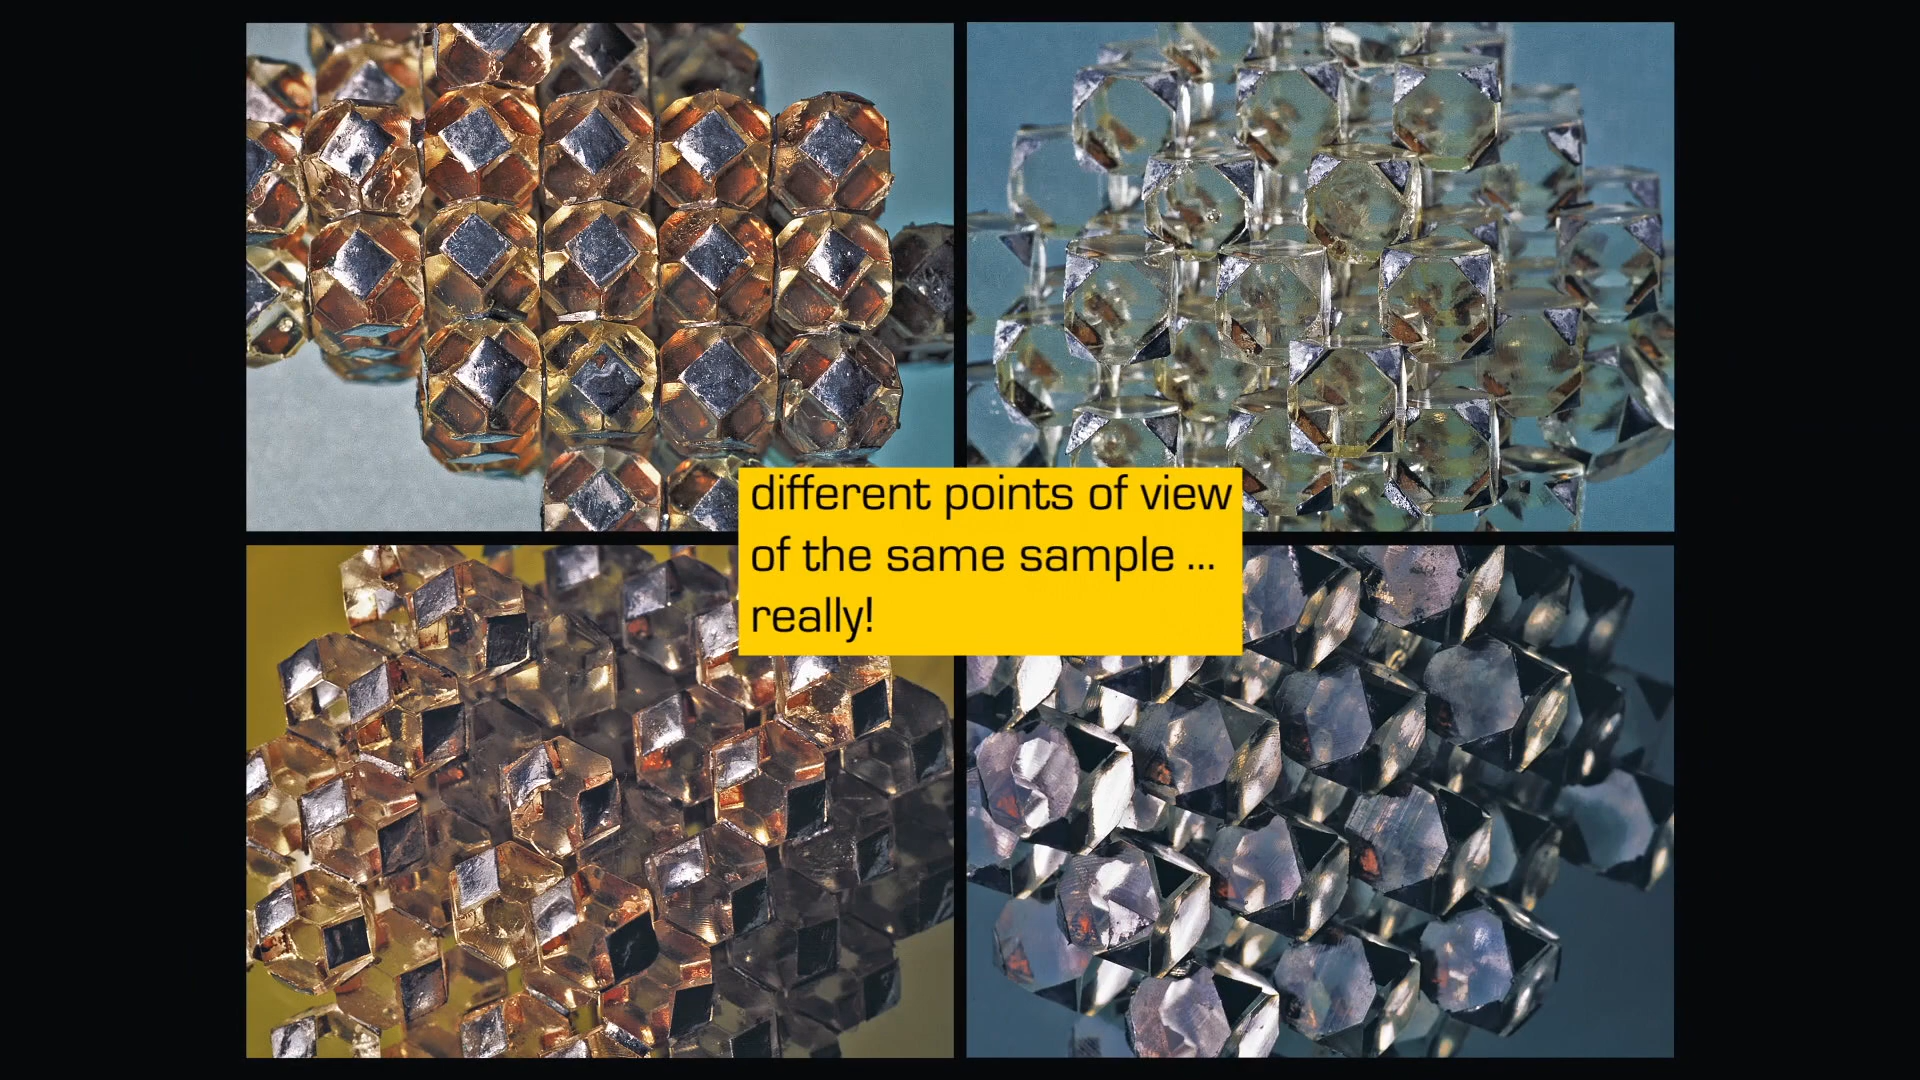 different points of view
of the same sample ...
really!